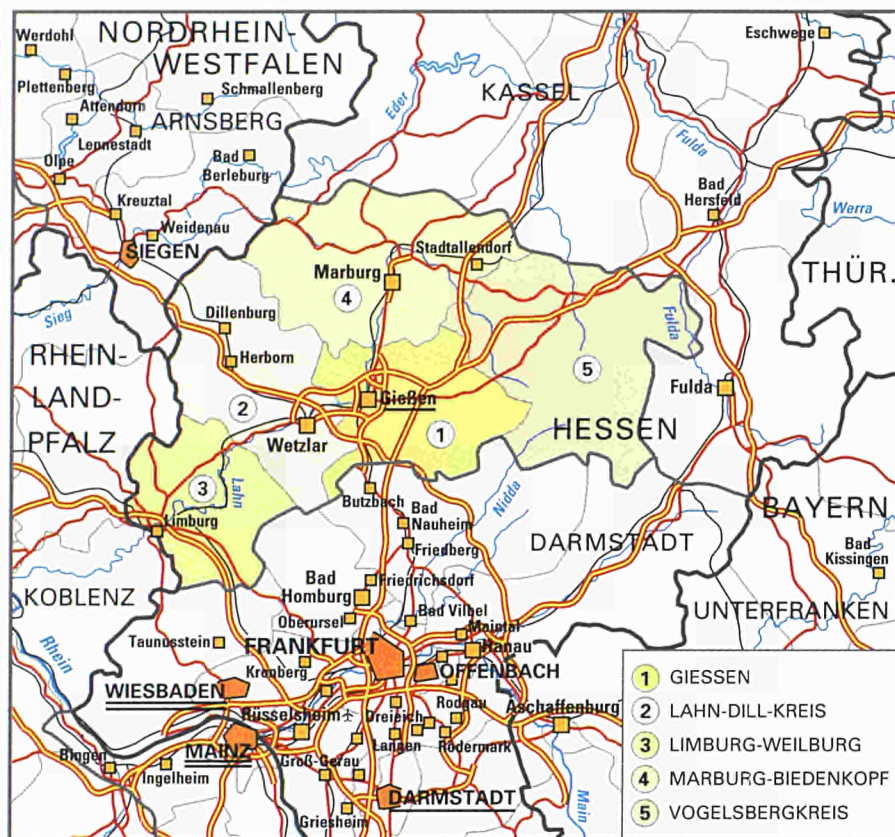 NORDRHEIN-
WESTFALEN
Werdohl
Eschwege
Plettenberg
Schmallenberg
KASSEL
Eder
Attendorn
ARNSBERG
Lennestadt
Fulda
Olpe
Bad
Berleburg
Bad
Hersfeld
Kreuztal
Werra
Weidenau
SIEGEN
Stadtallendorf
Marburg
THÜR.
4
Sieg
Dillenburg
Fulda
RHEIN-
LAND-
PFALZ
Herborn
5
Fulda
2
Gießen
Wetzlar
1
HESSEN
3
Lahn
Butzbach
Nidda
BAYERN
Limburg
Bad
Nauheim
Friedberg
DARMSTADT
Bad
Kissingen
KOBLENZ
Bad
Homburg
Friedrichsdorf
UNTERFRANKEN
Oberursel
Bad Vilbel
Rhein
Taunusstein
Maintal
FRANKFURT
Hanau
Kronberg
OFFENBACH
WIESBADEN
Rodgau
Aschaffenburg
Rüsselsheim
Dreieich
MAINZ
Langen
Rödermark
Bingen
Ingelheim
Groß-Gerau
Main
DARMSTADT
Griesheim
1 GIESSEN
2 LAHN-DILL-KREIS
3 LIMBURG-WEILBURG
4 MARBURG-BIEDENKOPF
5 VOGELSBERGKREIS